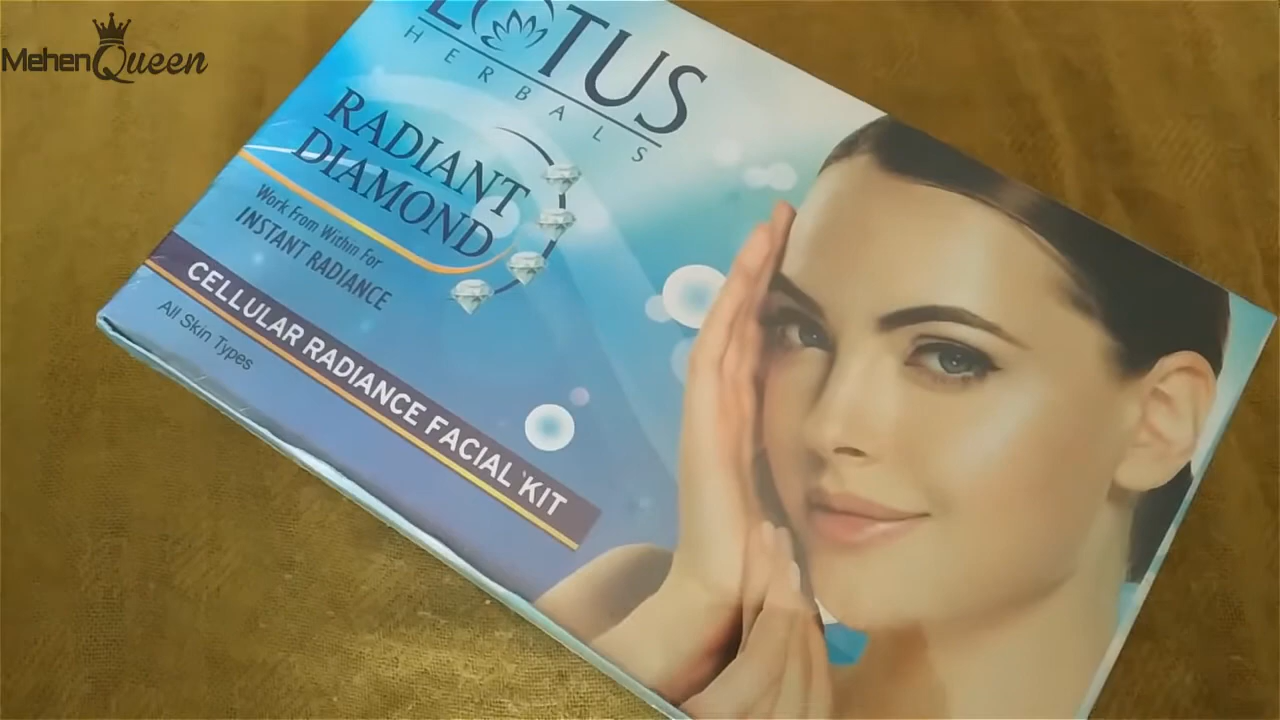 MehenQueen
LOTUS
HERBALS
RADIANT
DIAMOND
Work From Within For
INSTANT RADIANCE
CELLULAR RADIANCE FACIAL KIT
All Skin Types